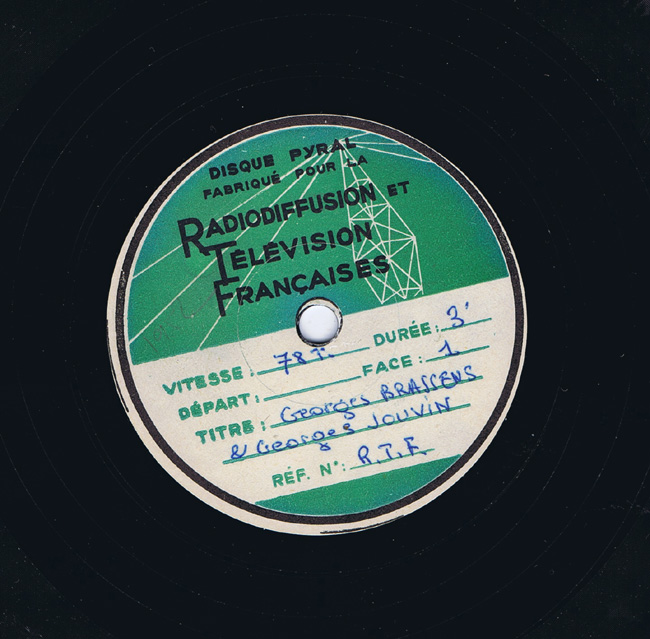 DISQUE PYRAL
FABRIQUÉ POUR LA
RADIODIFFUSION ET
TÉLÉVISION
FRANÇAISES
VITESSE : 78 T. DURÉE : 3'
DÉPART : FACE : 1
TITRE : Georges BRASSENS
& Georges JOUVIN
RÉF. N° : R.T.F.